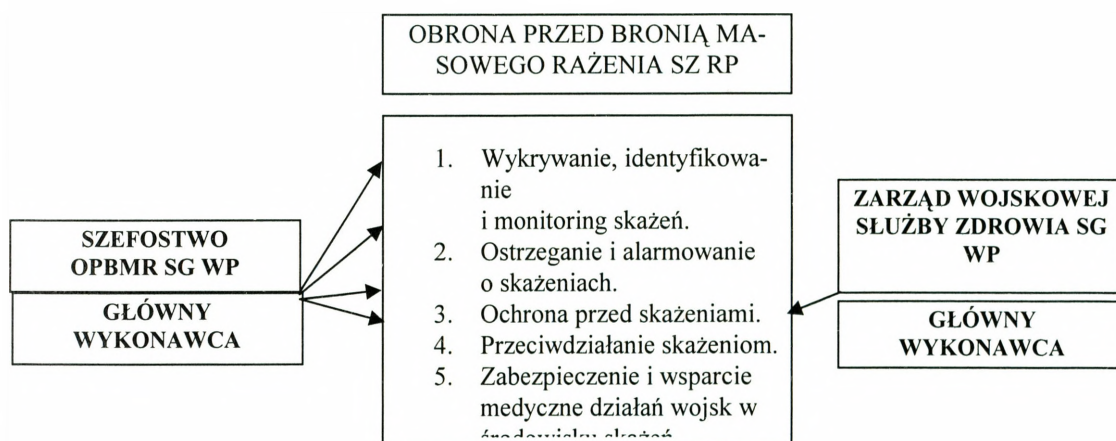 OBRONA PRZED BRONIĄ MA-
SOWEGO RAŻENIA SZ RP
1. Wykrywanie, identyfikowa-
nie
i monitoring skażeń.
2. Ostrzeganie i alarmowanie
o skażeniach.
3. Ochrona przed skażeniami.
4. Przeciwdziałanie skażeniom.
5. Zabezpieczenie i wsparcie
medyczne działań wojsk w
SZEFOSTWO
OPBMR SG WP
GŁÓWNY
WYKONAWCA
ZARZĄD WOJSKOWEJ
SŁUŻBY ZDROWIA SG
WP
GŁÓWNY
WYKONAWCA